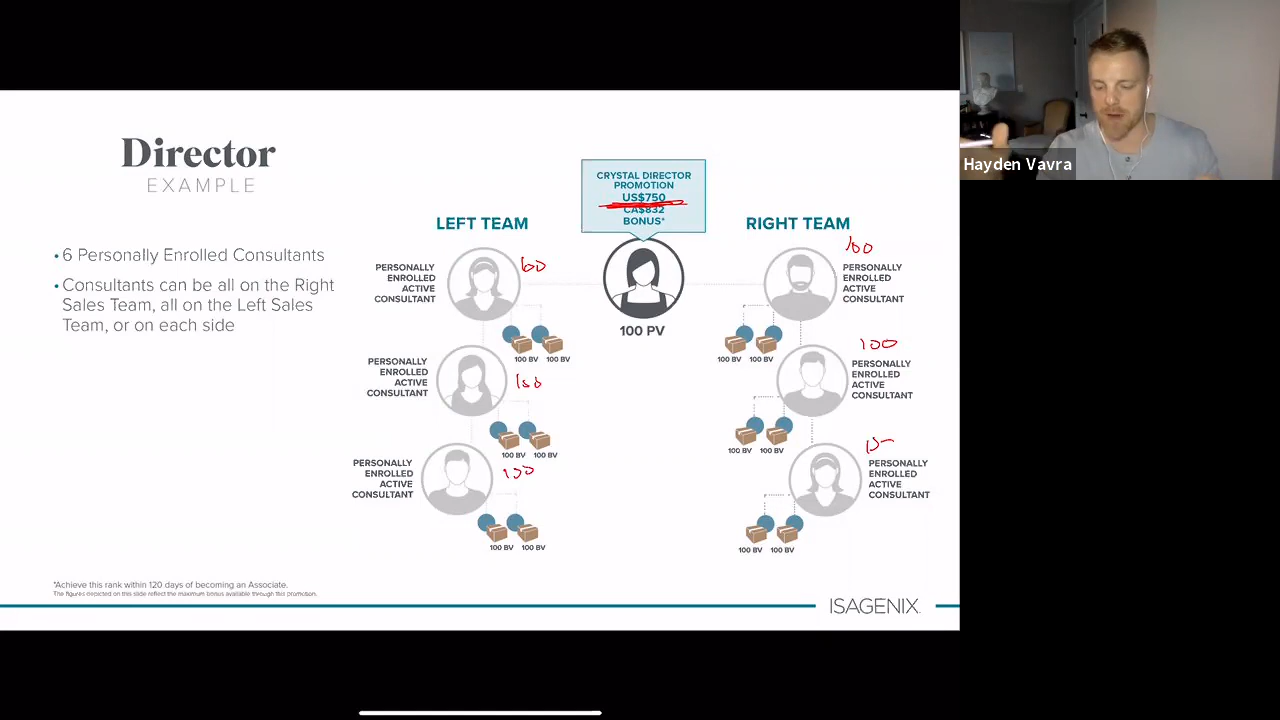 Director
EXAMPLE
• 6 Personally Enrolled Consultants
• Consultants can be all on the Right
Sales Team, all on the Left Sales
Team, or on each side
CRYSTAL DIRECTOR
PROMOTION
US$750
CA$832
BONUS*
LEFT TEAM
RIGHT TEAM
100 PV
PERSONALLY
ENROLLED
ACTIVE
CONSULTANT
100 BV 100 BV
PERSONALLY
ENROLLED
ACTIVE
CONSULTANT
100
100 BV 100 BV
PERSONALLY
ENROLLED
ACTIVE
CONSULTANT
100
100 BV 100 BV
100
PERSONALLY
ENROLLED
ACTIVE
CONSULTANT
100 BV 100 BV
100
PERSONALLY
ENROLLED
ACTIVE
CONSULTANT
100 BV 100 BV
PERSONALLY
ENROLLED
ACTIVE
CONSULTANT
100 BV 100 BV
*Achieve this rank within 120 days of becoming an Associate.
The figures depicted on this slide reflect the maximum bonus available through this promotion.
ISAGENIX
Hayden Vavra